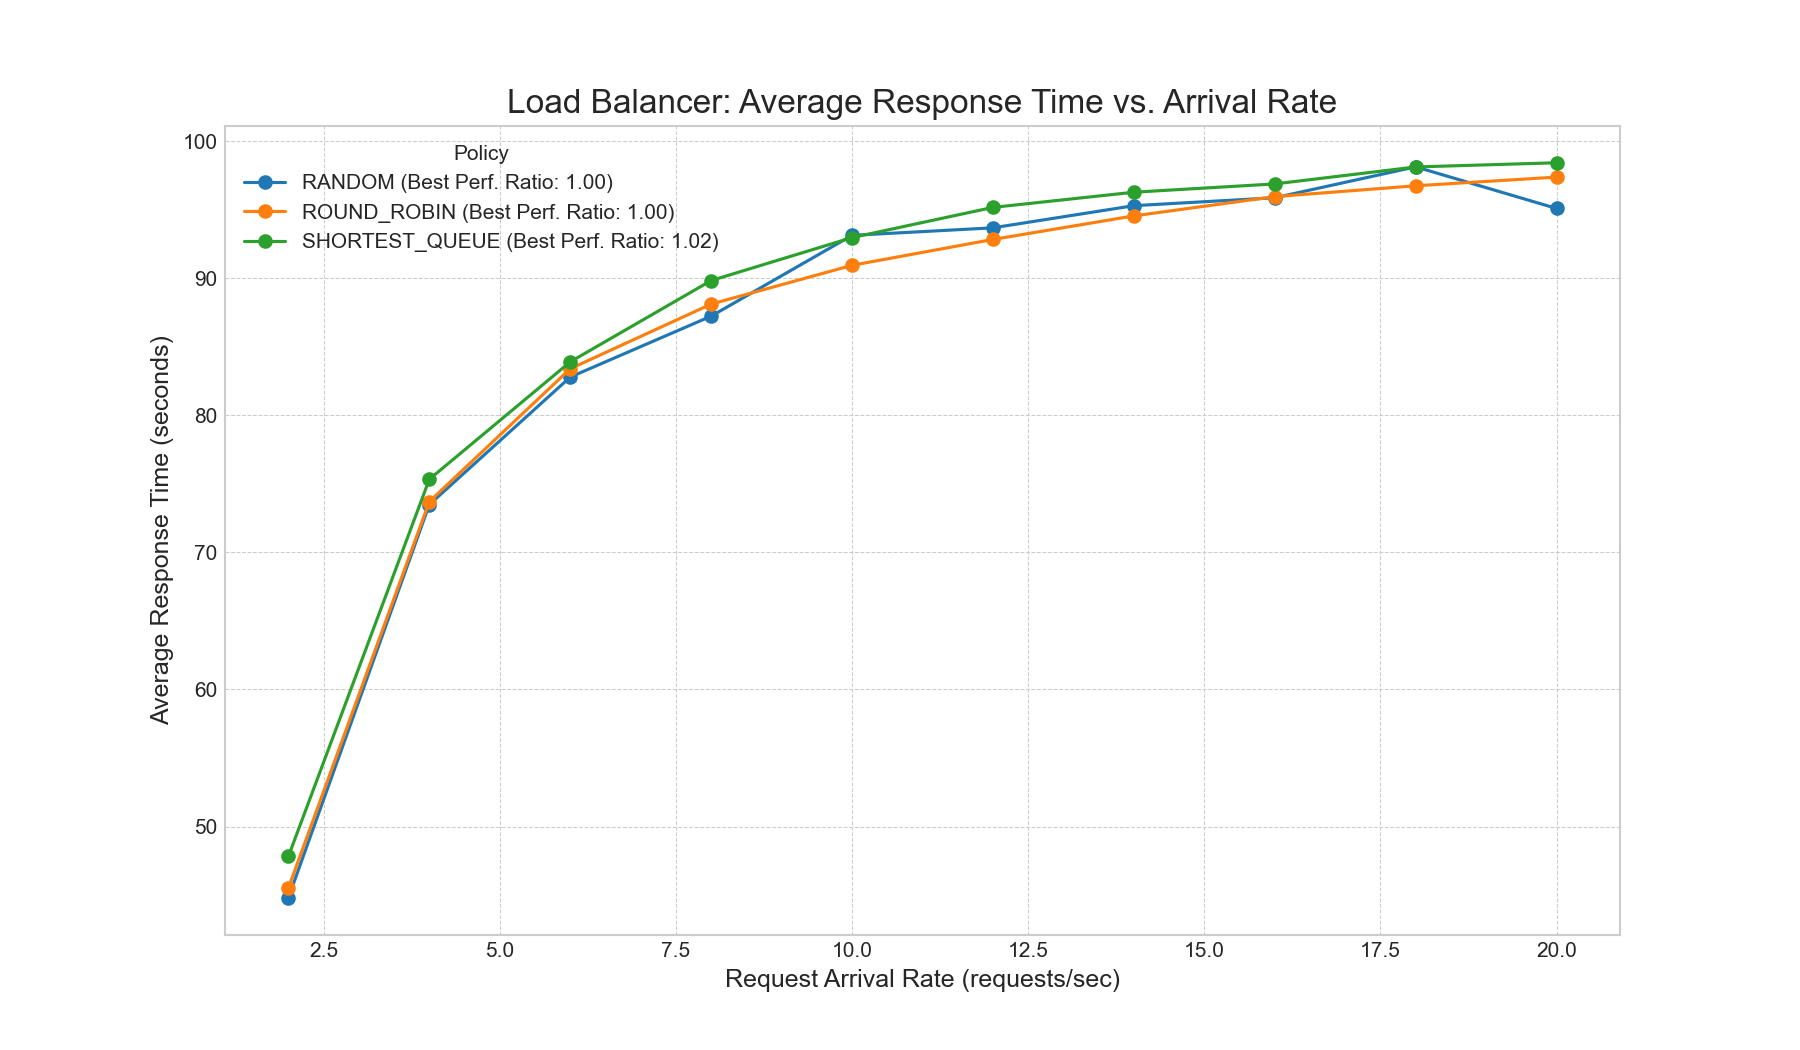 Load Balancer: Average Response Time vs. Arrival Rate
Policy
RANDOM (Best Perf. Ratio: 1.00)
ROUND_ROBIN (Best Perf. Ratio: 1.00)
SHORTEST_QUEUE (Best Perf. Ratio: 1.02)
Average Response Time (seconds)
100
90
80
70
60
50
2.5 5.0 7.5 10.0 12.5 15.0 17.5 20.0
Request Arrival Rate (requests/sec)